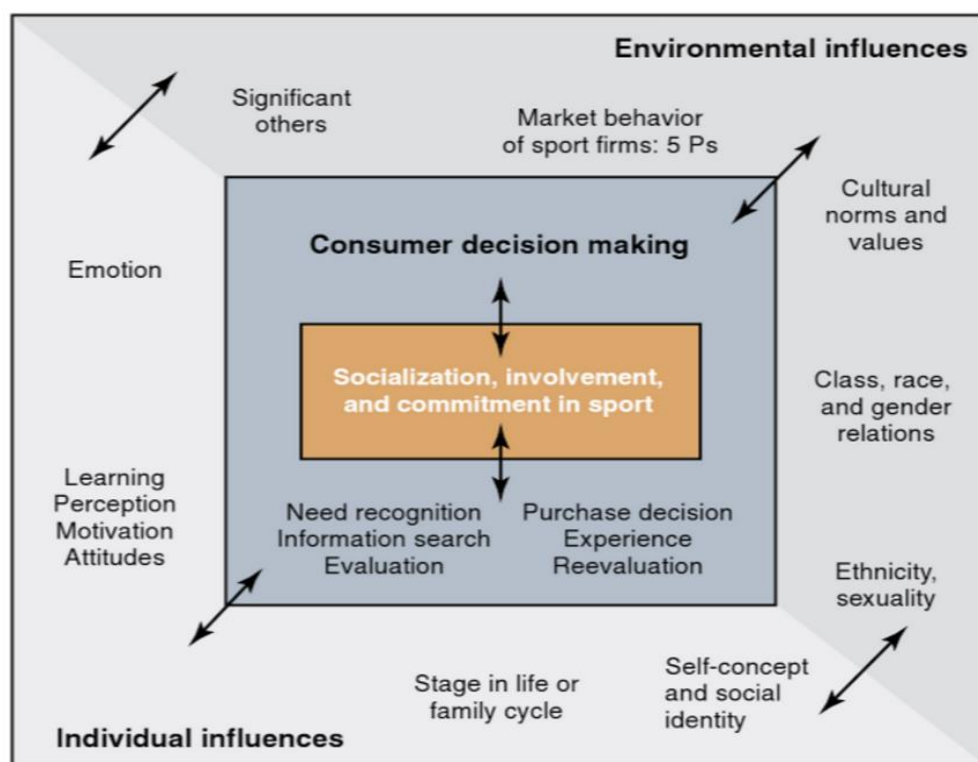 Environmental influences
Significant
others
Market behavior
of sport firms: 5 Ps
Cultural
norms and
values
Consumer decision making
Emotion
Socialization, involvement,
and commitment in sport
Class, race,
and gender
relations
Learning
Perception
Motivation
Attitudes
Need recognition
Information search
Evaluation
Purchase decision
Experience
Reevaluation
Ethnicity,
sexuality
Stage in life or
family cycle
Self-concept
and social
identity
Individual influences